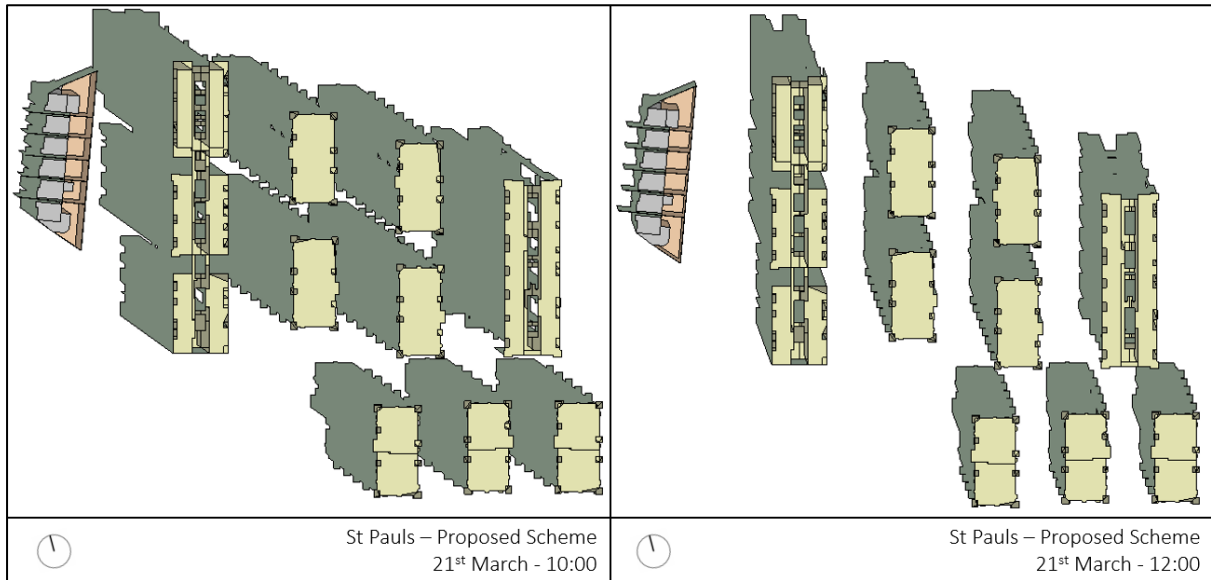 St Pauls – Proposed Scheme
21st March - 10:00
St Pauls – Proposed Scheme
21st March - 12:00